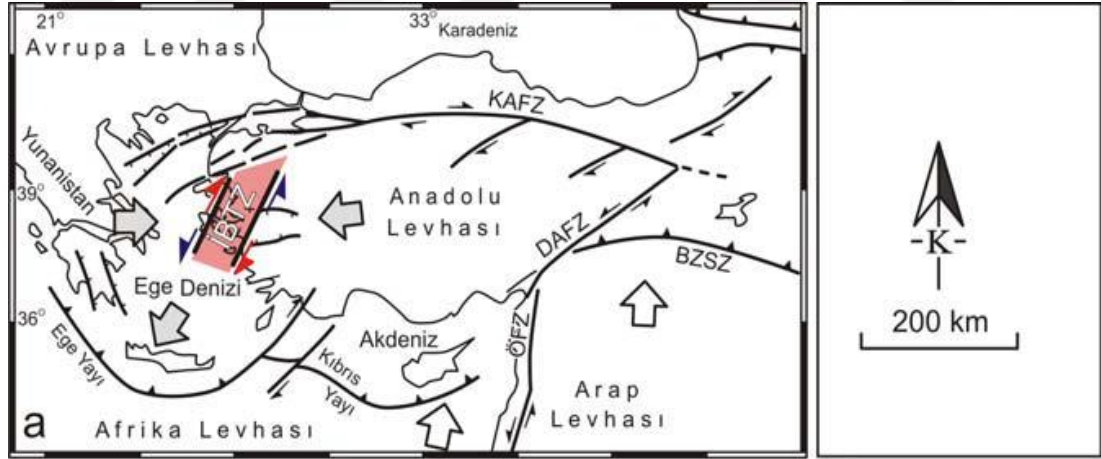 21°
33°
Karadeniz
Avrupa Levhası
KAFZ
Yunanistan
39°
İBTZ
Anadolu
Levhası
DAFZ
BZSZ
Ege Denizi
36°
Ege Yayı
Akdeniz
Kıbrıs
Yayı
ÖFZ
Arap
Levhası
a
Afrika Levhası
-K-
200 km